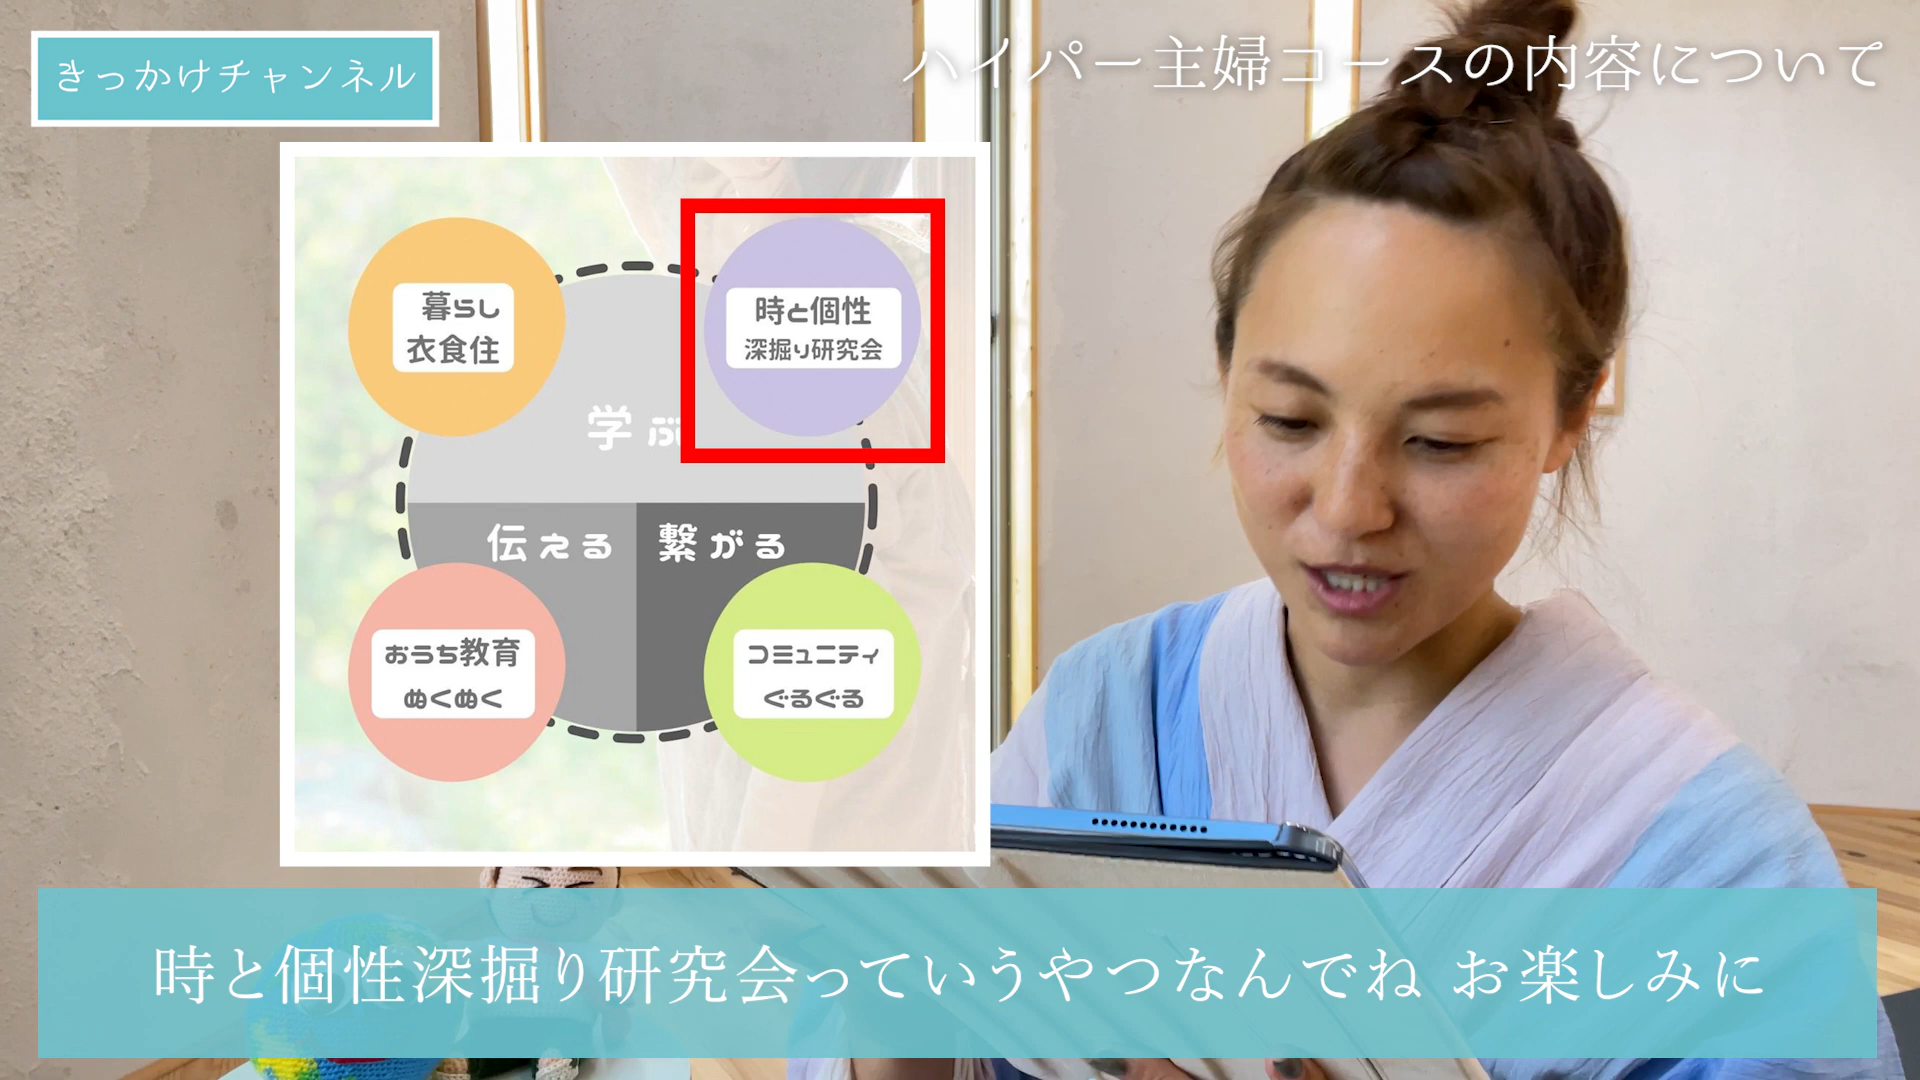 きっかけチャンネル
ハイパー主婦コースの内容について
暮らし
衣食住
時と個性
深掘り研究会
学ぶ
伝える
繋がる
おうち教育
ぬくぬく
コミュニティ
ぐるぐる
時と個性深掘り研究会っていうやつなんでね お楽しみに